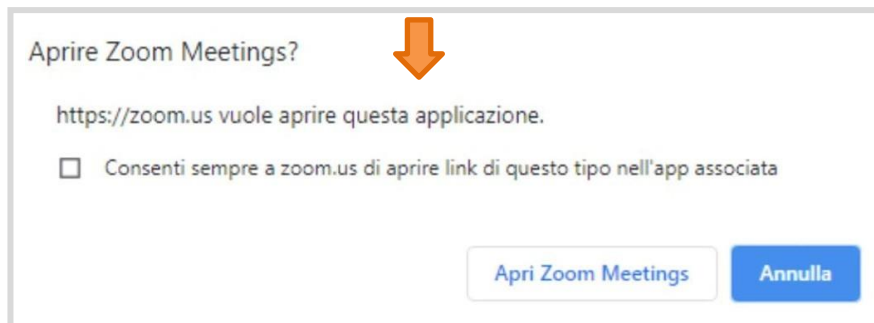 Aprire Zoom Meetings?
https://zoom.us vuole aprire questa applicazione.
Consenti sempre a zoom.us di aprire link di questo tipo nell'app associata
Apri Zoom Meetings
Annulla